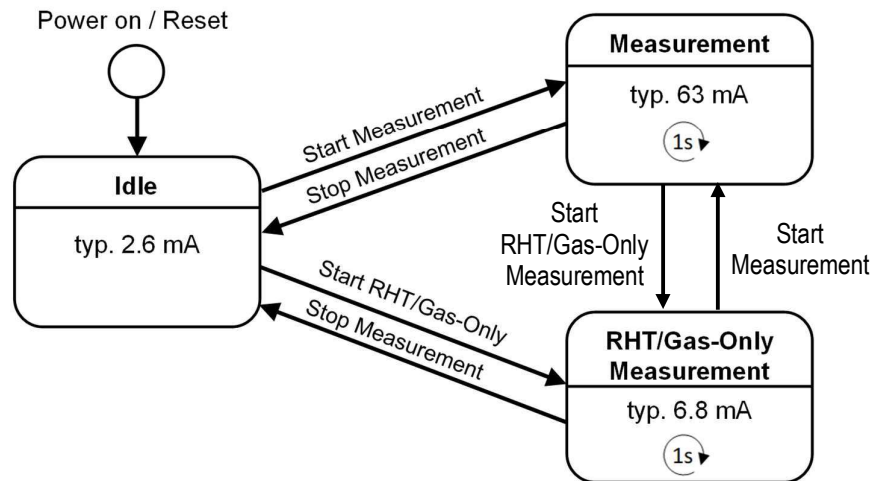 Power on / Reset
Idle
typ. 2.6 mA
Start Measurement
Stop Measurement
Start RHT/Gas-Only
Stop Measurement
Measurement
typ. 63 mA
1s
Start
RHT/Gas-Only
Measurement
Start
Measurement
RHT/Gas-Only
Measurement
typ. 6.8 mA
1s